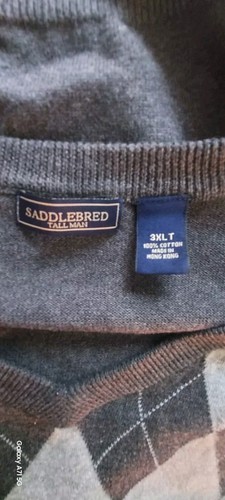 SADDLEBRED
TALL MAN
3XLT
100% COTTON
MADE IN
HONG KONG
Galaxy A71 5G